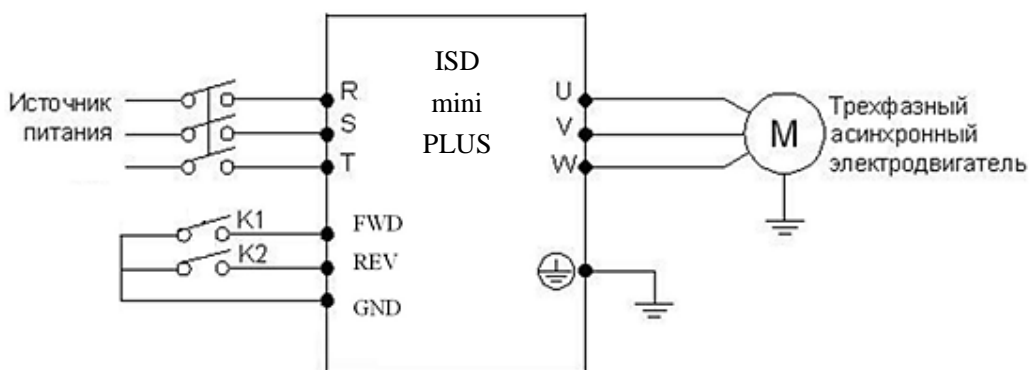 ISD
mini
PLUS
Источник
питания
R
S
T
U
V
W
M
Трехфазный
асинхронный
электродвигатель
K1
FWD
K2
REV
GND